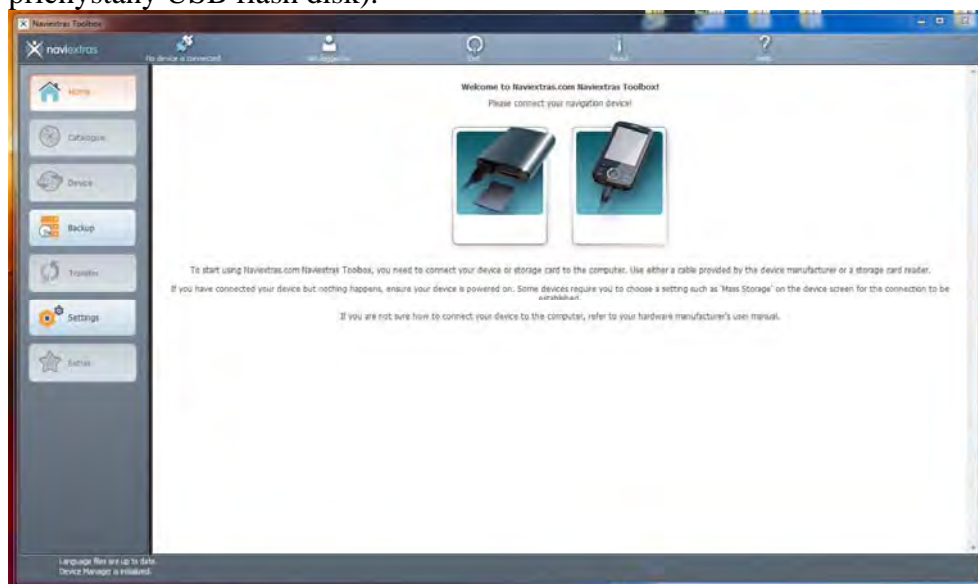 prichystaný USB flash disk).
Naviextras Toolbox
naviextras
No device is connected
Not logged in
Exit
About
Help
Home
Catalogue
Device
Backup
Transfer
Settings
Extras
Welcome to Naviextras.com Naviextras Toolbox!
Please connect your navigation device!
To start using Naviextras.com Naviextras Toolbox, you need to connect your device or storage card to the computer. Use either a cable provided by the device manufacturer or a storage card reader.
If you have connected your device but nothing happens, ensure your device is powered on. Some devices require you to choose a setting such as 'Mass Storage' on the device screen for the connection to be
established.
If you are not sure how to connect your device to the computer, refer to your hardware manufacturer's user manual.
Language files are up to date.
Device Manager is initialized.